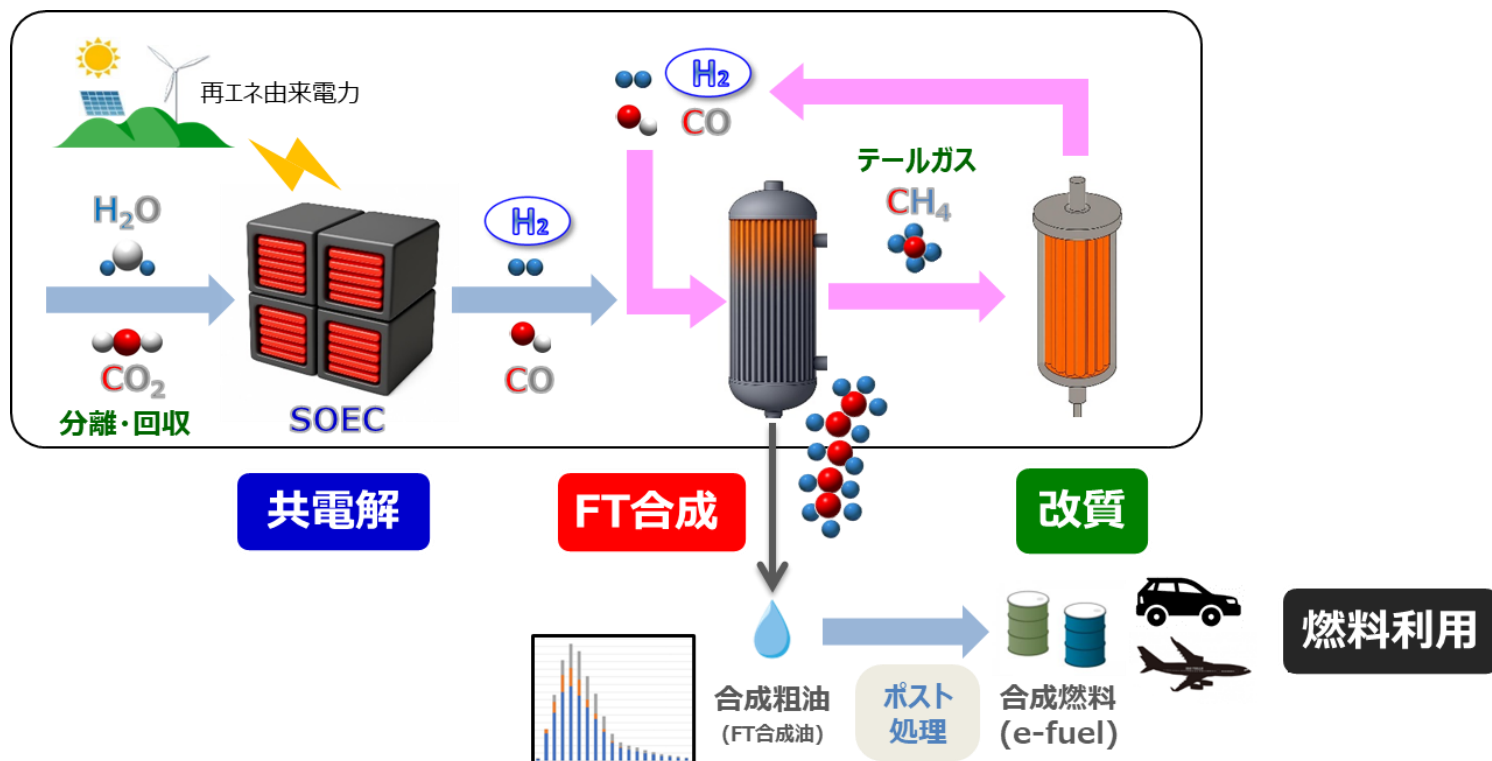 再エネ由来電力
H₂O
CO₂
分離・回収
SOEC
H₂
CO
H₂
CO
テールガス
CH₄
共電解
FT合成
改質
合成粗油
(FT合成油)
ポスト
処理
合成燃料
(e-fuel)
燃料利用